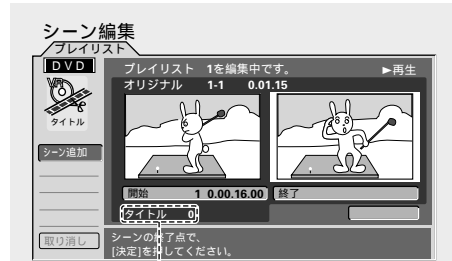 シーン編集
プレイリスト
DVD
プレイリスト 1を編集中です。 ►再生
オリジナル 1-1 0.01.15
タイトル
シーン追加
開始 1 0.00.16.00 終了
タイトル 0
取り消し
シーンの終了点で、
[決定]を押してください。